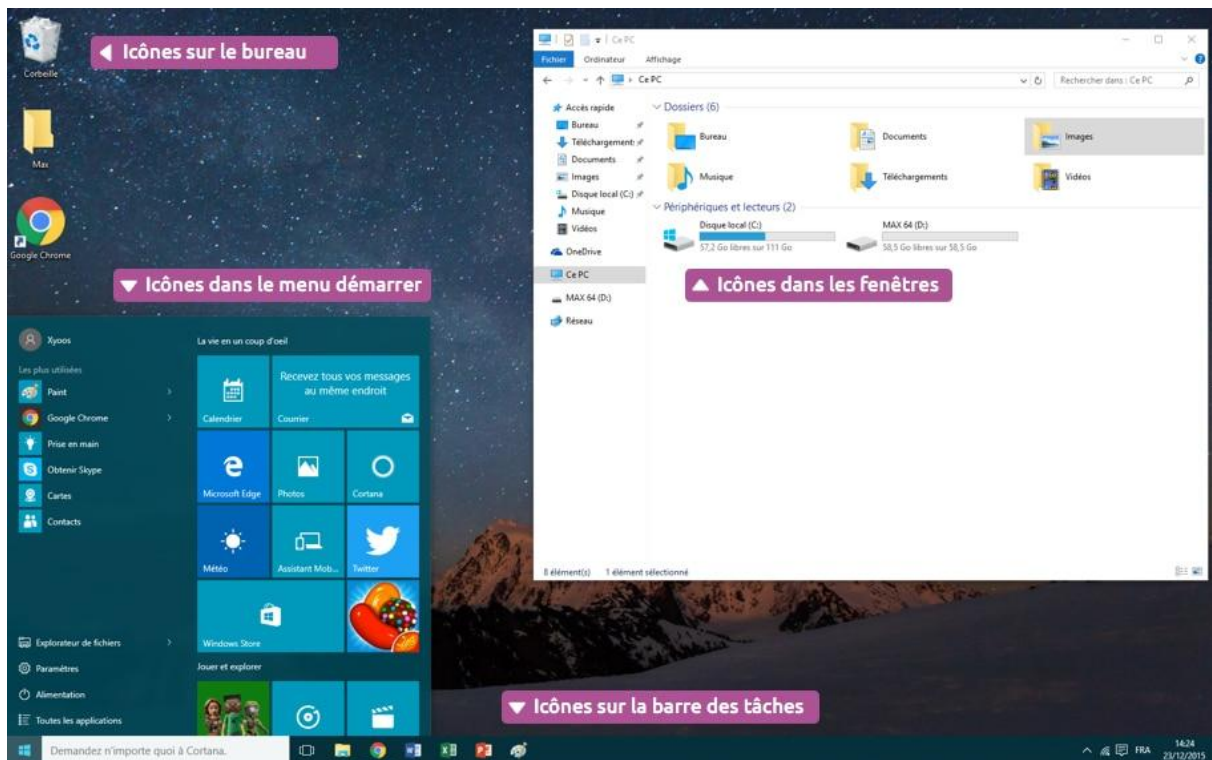 Corbeille
Icônes sur le bureau
Max
Google Chrome
Icônes dans le menu démarrer
Ce PC
Fichier Ordinateur Affichage
Ce PC
Rechercher dans : Ce PC
Accès rapide
Bureau
Téléchargement:
Documents
Images
Disque local (C:)
Musique
Vidéos
OneDrive
Ce PC
MAX 64 (D:)
Réseau
Dossiers (6)
Bureau Documents Images
Musique Téléchargements Vidéos
Périphériques et lecteurs (2)
Disque local (C:) MAX 64 (D:)
57,2 Go libres sur 111 Go 58,5 Go libres sur 58,5 Go
Icônes dans les fenêtres
8 élément(s) 1 élément sélectionné
Xyoos
Les plus utilisées
Paint
Google Chrome
Prise en main
Obtenir Skype
Cartes
Contacts
Explorateur de fichiers
Paramètres
Alimentation
Toutes les applications
La vie en un coup d'oeil
Calendrier
Recevez tous vos messages
au même endroit
Courrier
Microsoft Edge Photos Cortana
Météo Assistant Mob... Twitter
Windows Store
Jouer et explorer
Icônes sur la barre des tâches
Demandez n'importe quoi à Cortana.
FRA
14:24
23/12/2015